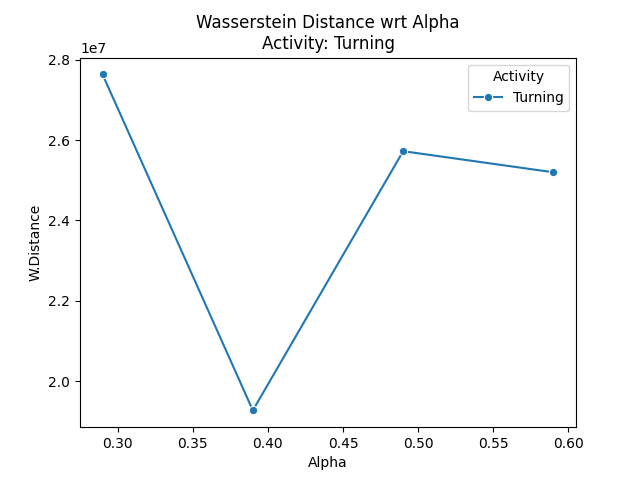 Wasserstein Distance wrt Alpha
Activity: Turning
1e7
2.8
2.6
2.4
2.2
2.0
W.Distance
Activity
Turning
0.30 0.35 0.40 0.45 0.50 0.55 0.60
Alpha